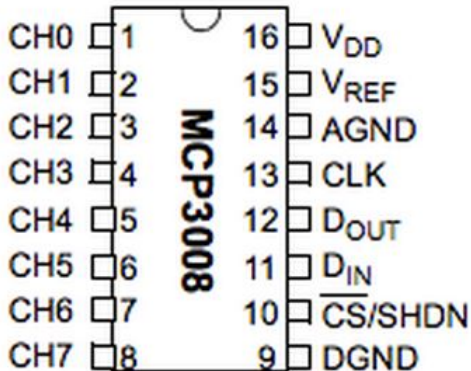 CH0 1 16 VDD
CH1 2 15 VREF
CH2 3 14 AGND
CH3 4 13 CLK
CH4 5 12 DOUT
CH5 6 11 DIN
CH6 7 10 C̅S̅/SHDN
CH7 8 9 DGND
MCP3008